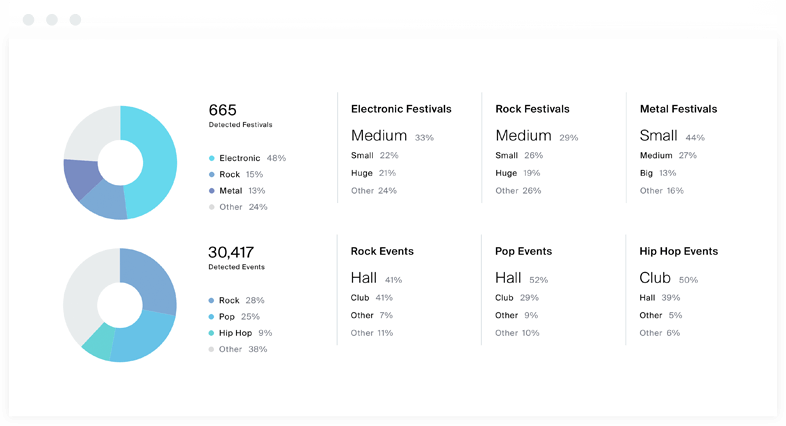 665
Detected Festivals
Electronic 48%
Rock 15%
Metal 13%
Other 24%
Electronic Festivals
Medium 33%
Small 22%
Huge 21%
Other 24%
Rock Festivals
Medium 29%
Small 26%
Huge 19%
Other 26%
Metal Festivals
Small 44%
Medium 27%
Big 13%
Other 16%
30,417
Detected Events
Rock 28%
Pop 25%
Hip Hop 9%
Other 38%
Rock Events
Hall 41%
Club 41%
Other 7%
Other 11%
Pop Events
Hall 52%
Club 29%
Other 9%
Other 10%
Hip Hop Events
Club 50%
Hall 39%
Other 5%
Other 6%